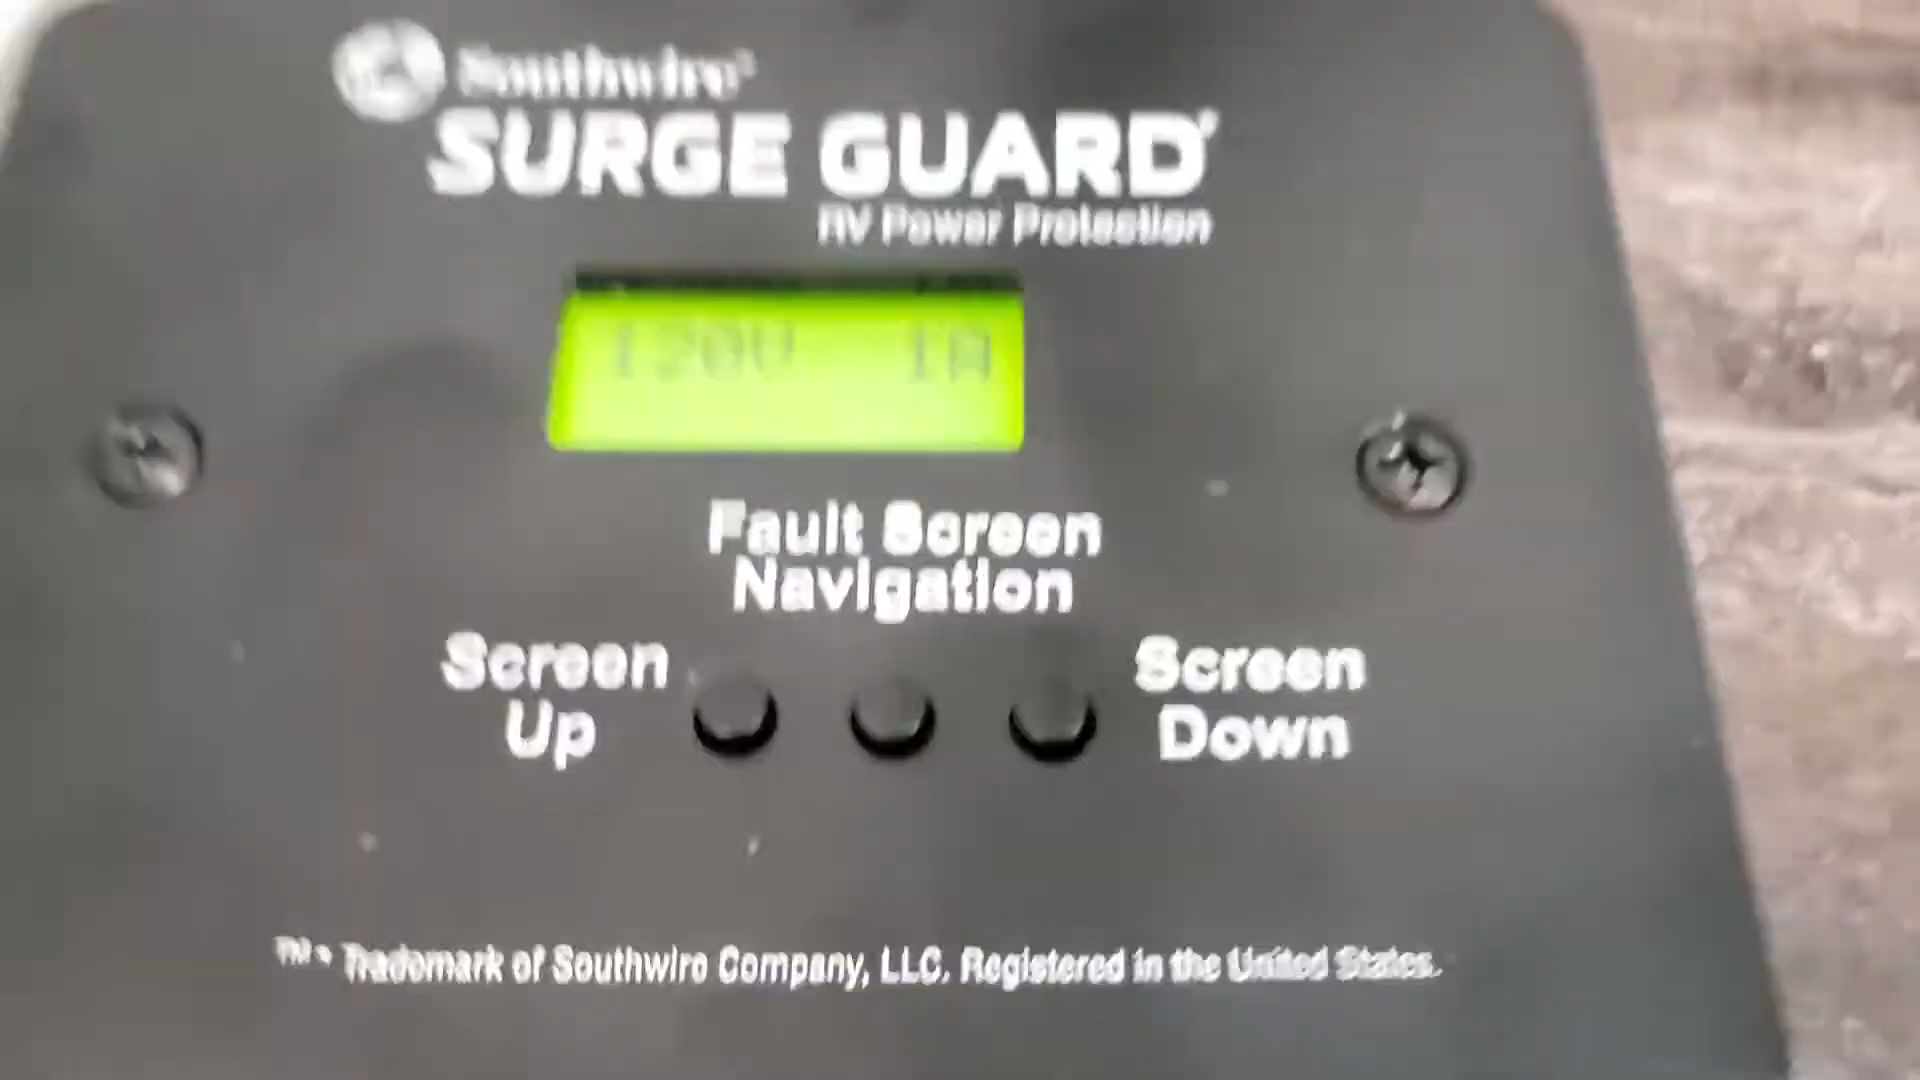 Southwire®
SURGE GUARD®
RV Power Protection
120V 1A
Fault Screen
Navigation
Screen
Up
Screen
Down
™ * Trademark of Southwire Company, LLC. Registered in the United States.